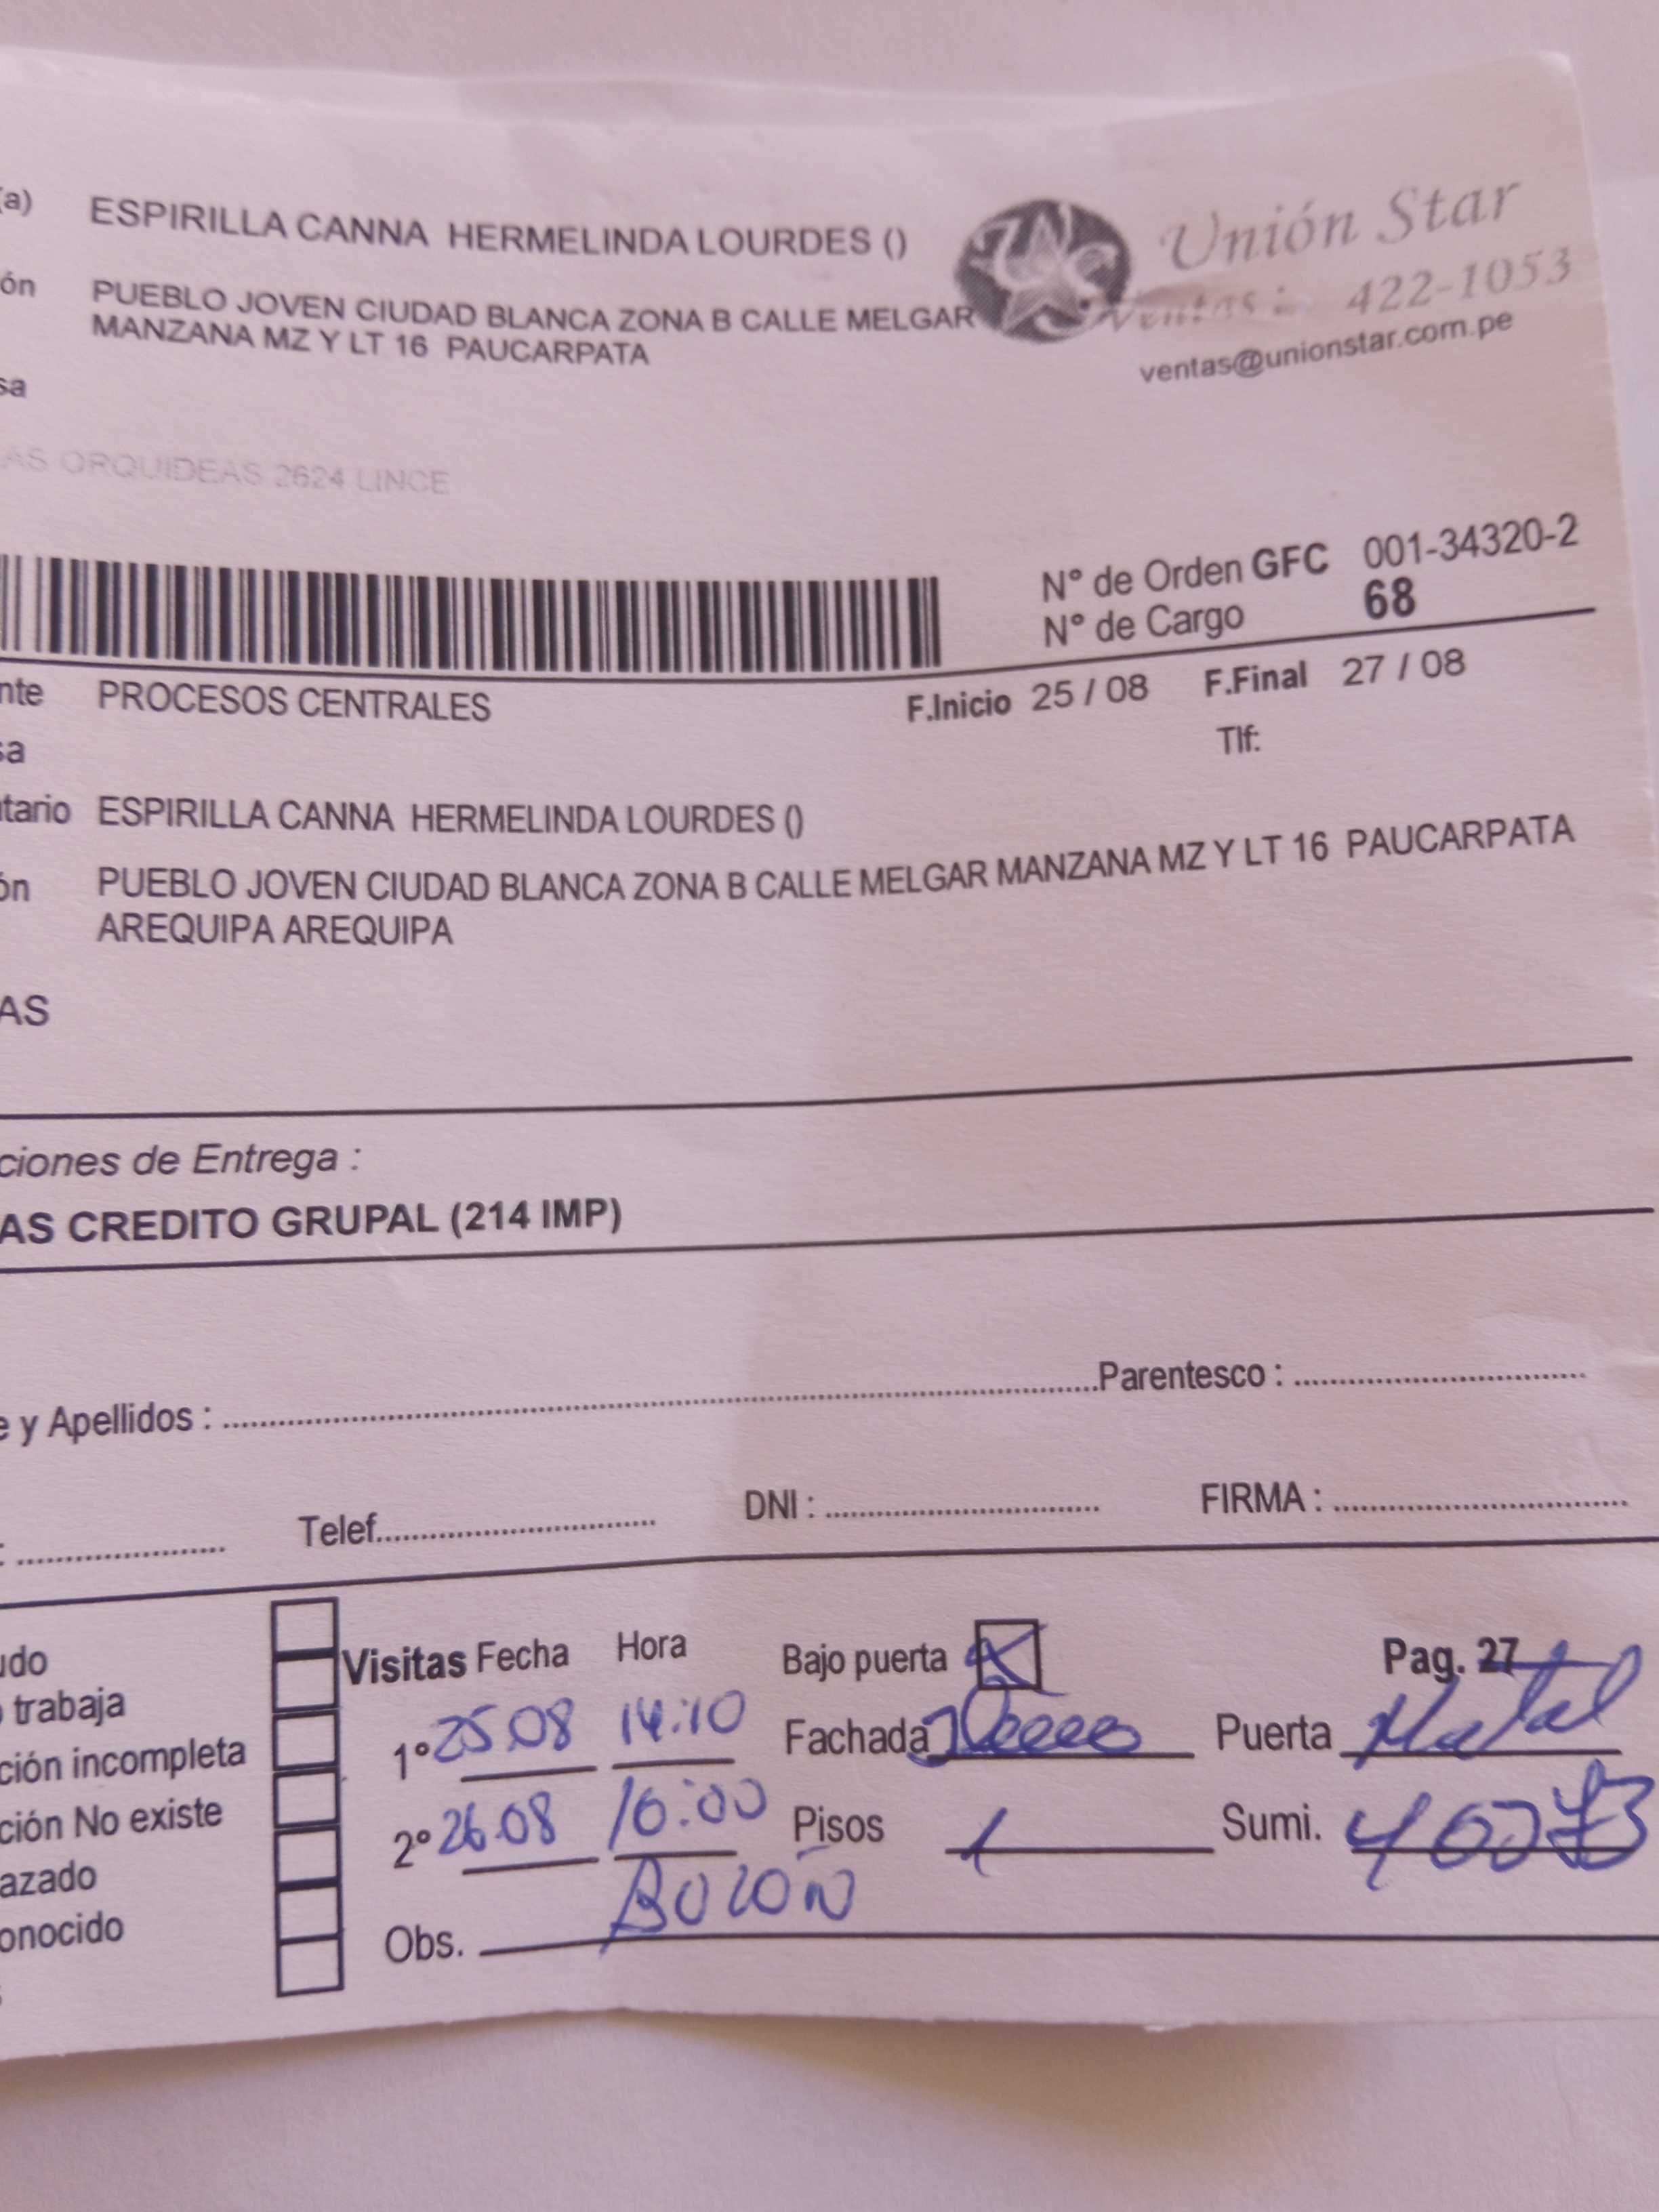 (a) ESPIRILLA CANNA HERMELINDA LOURDES ()
Unión Star
ón PUEBLO JOVEN CIUDAD BLANCA ZONA B CALLE MELGAR
MANZANA MZ Y LT 16 PAUCARPATA
Ventas : 422-1053
ventas@unionstar.com.pe
sa
AS ORQUIDEAS 2624 LINCE
N° de Orden GFC 001-34320-2
N° de Cargo 68
nte PROCESOS CENTRALES F.Inicio 25 / 08 F.Final 27 / 08
sa Tlf:
tario ESPIRILLA CANNA HERMELINDA LOURDES ()
ón PUEBLO JOVEN CIUDAD BLANCA ZONA B CALLE MELGAR MANZANA MZ Y LT 16 PAUCARPATA
AREQUIPA AREQUIPA
AS
ciones de Entrega :
AS CREDITO GRUPAL (214 IMP)
e y Apellidos : Parentesco :
: Telef. DNI : FIRMA :
udo
trabaja
ción incompleta
ción No existe
azado
onocido
Visitas Fecha Hora Bajo puerta X Pag. 27
1° 25.08 14:10 Fachada Puerta Metal
2° 26.08 10:00 Pisos 1 Sumi.
Obs. BUZÓN